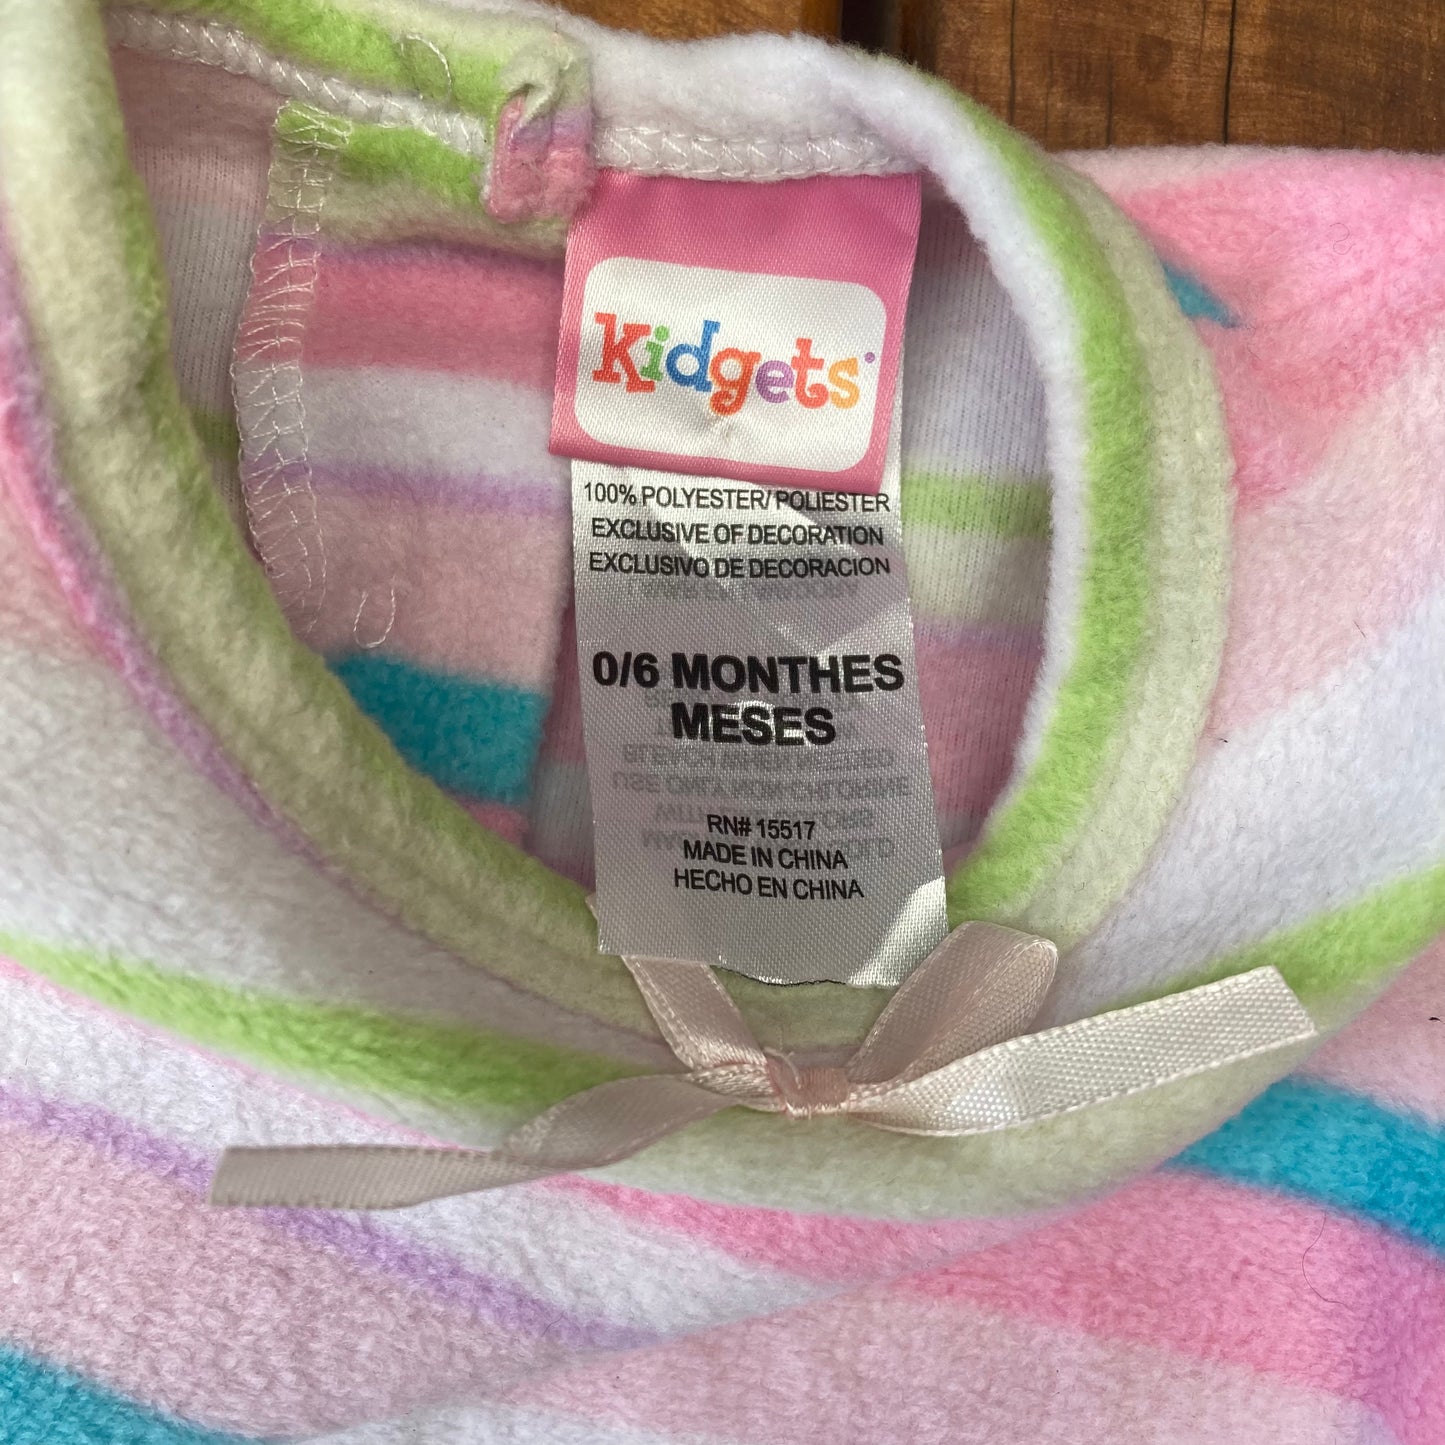 Kidgets
100% POLYESTER/ POLIESTER
EXCLUSIVE OF DECORATION
EXCLUSIVO DE DECORACION
0/6 MONTHES
MESES
RN# 15517
MADE IN CHINA
HECHO EN CHINA